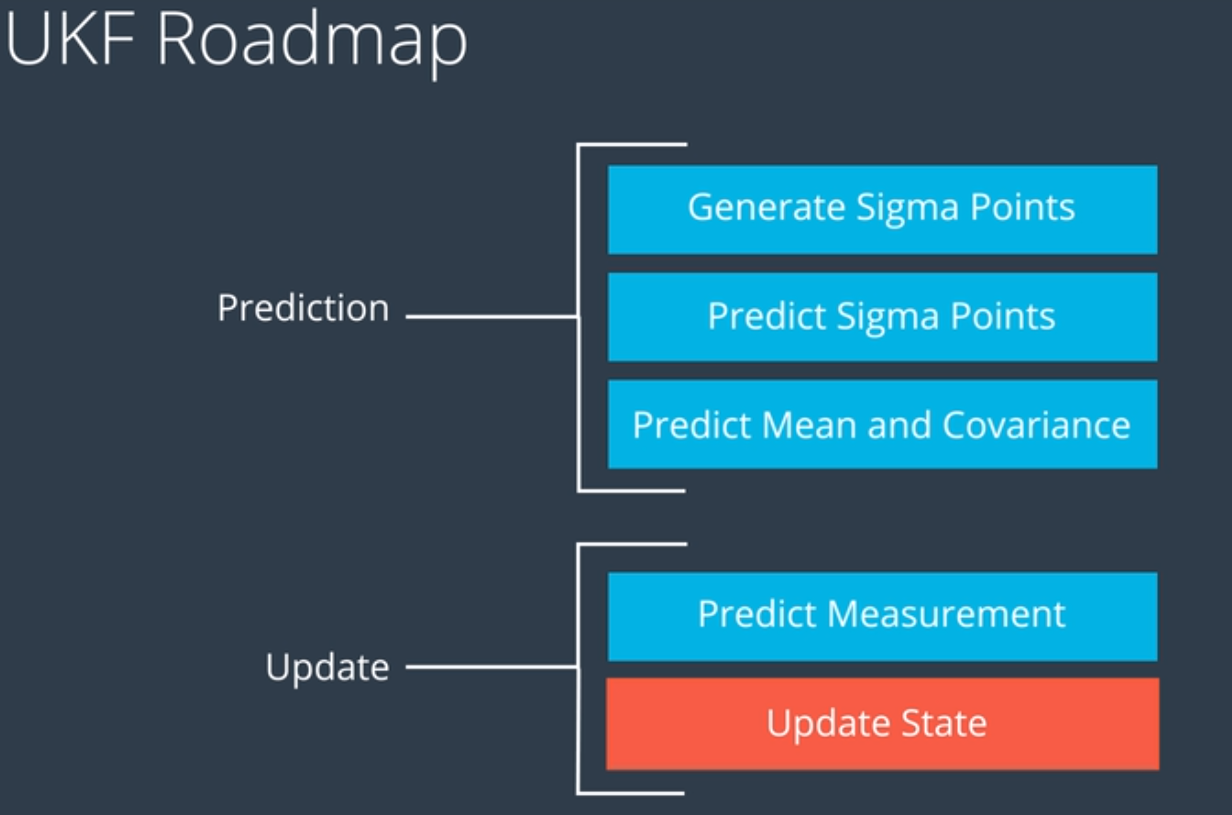 UKF Roadmap
Prediction
Generate Sigma Points
Predict Sigma Points
Predict Mean and Covariance
Update
Predict Measurement
Update State